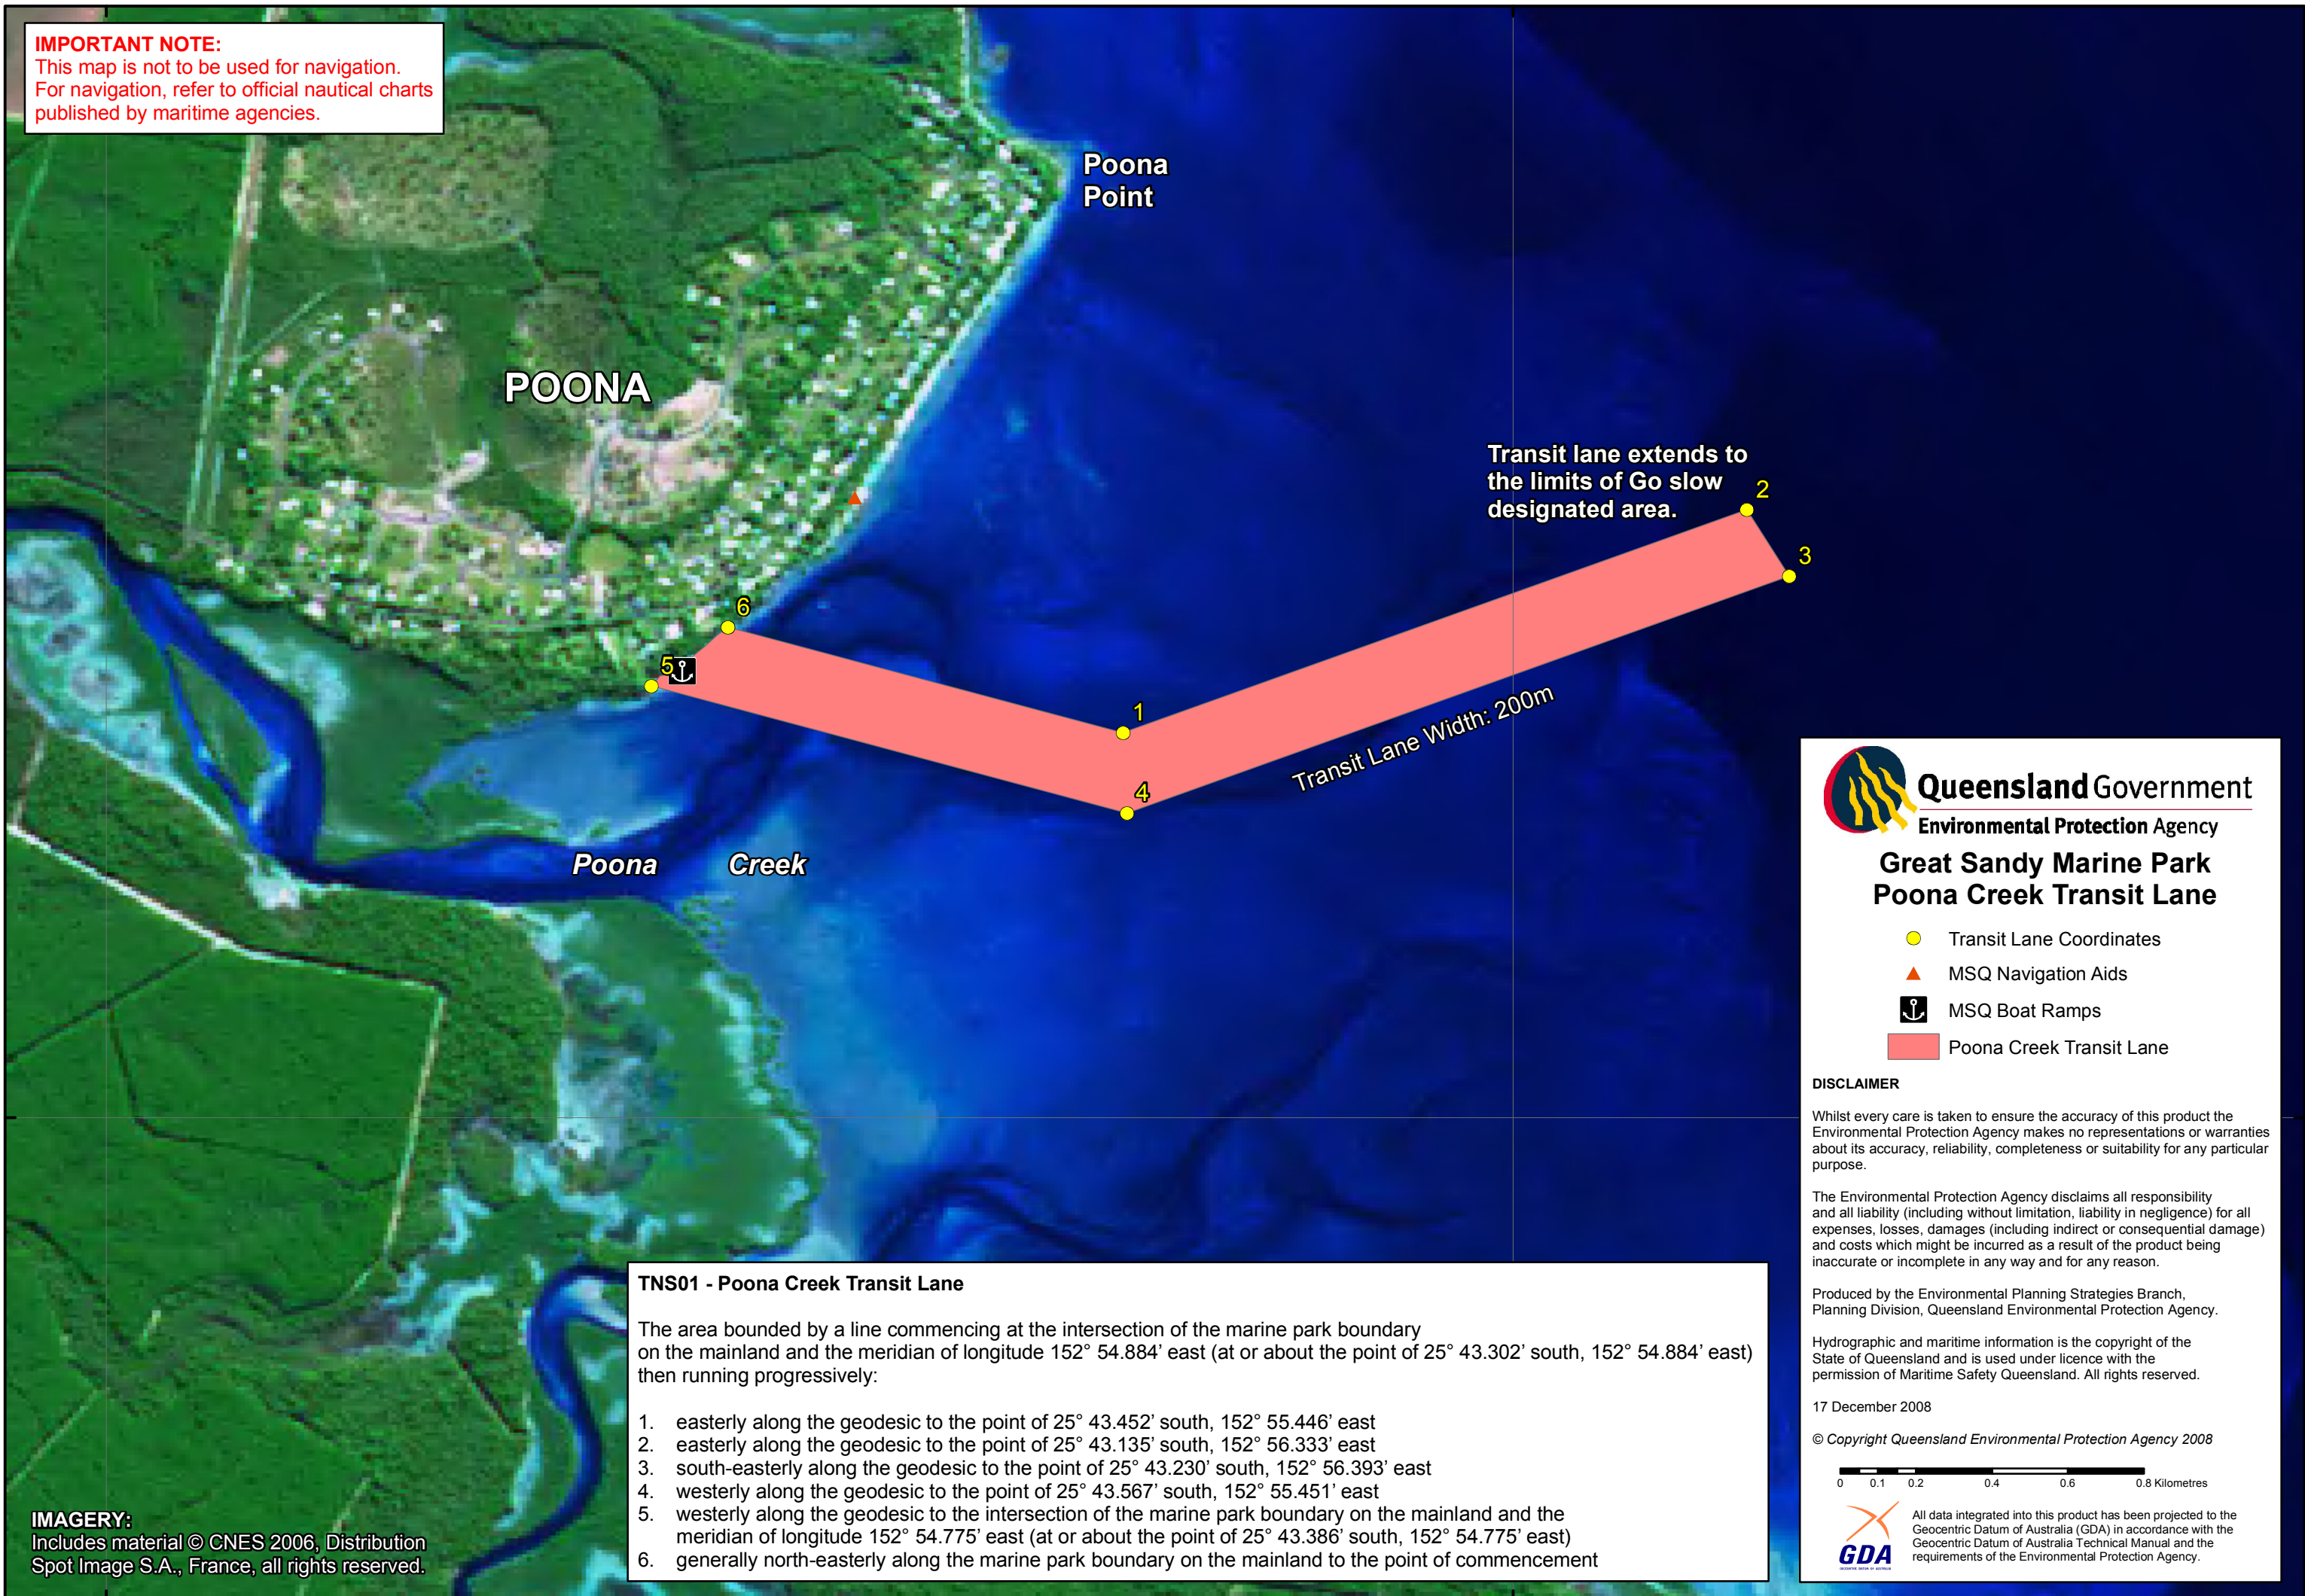 IMPORTANT NOTE:
This map is not to be used for navigation.
For navigation, refer to official nautical charts
published by maritime agencies.
Poona
Point
POONA
Transit lane extends to
the limits of Go slow
designated area.
2
3
6
5
1
4
Transit Lane Width: 200m
Poona Creek
Queensland Government
Environmental Protection Agency
Great Sandy Marine Park
Poona Creek Transit Lane
Transit Lane Coordinates
MSQ Navigation Aids
MSQ Boat Ramps
Poona Creek Transit Lane
DISCLAIMER
Whilst every care is taken to ensure the accuracy of this product the
Environmental Protection Agency makes no representations or warranties
about its accuracy, reliability, completeness or suitability for any particular
purpose.
The Environmental Protection Agency disclaims all responsibility
and all liability (including without limitation, liability in negligence) for all
expenses, losses, damages (including indirect or consequential damage)
and costs which might be incurred as a result of the product being
inaccurate or incomplete in any way and for any reason.
Produced by the Environmental Planning Strategies Branch,
Planning Division, Queensland Environmental Protection Agency.
Hydrographic and maritime information is the copyright of the
State of Queensland and is used under licence with the
permission of Maritime Safety Queensland. All rights reserved.
17 December 2008
© Copyright Queensland Environmental Protection Agency 2008
0 0.1 0.2 0.4 0.6 0.8 Kilometres
GDA
All data integrated into this product has been projected to the
Geocentric Datum of Australia (GDA) in accordance with the
Geocentric Datum of Australia Technical Manual and the
requirements of the Environmental Protection Agency.
TNS01 - Poona Creek Transit Lane
The area bounded by a line commencing at the intersection of the marine park boundary
on the mainland and the meridian of longitude 152° 54.884’ east (at or about the point of 25° 43.302’ south, 152° 54.884’ east)
then running progressively:
1. easterly along the geodesic to the point of 25° 43.452’ south, 152° 55.446’ east
2. easterly along the geodesic to the point of 25° 43.135’ south, 152° 56.333’ east
3. south-easterly along the geodesic to the point of 25° 43.230’ south, 152° 56.393’ east
4. westerly along the geodesic to the point of 25° 43.567’ south, 152° 55.451’ east
5. westerly along the geodesic to the intersection of the marine park boundary on the mainland and the
meridian of longitude 152° 54.775’ east (at or about the point of 25° 43.386’ south, 152° 54.775’ east)
6. generally north-easterly along the marine park boundary on the mainland to the point of commencement
IMAGERY:
Includes material © CNES 2006, Distribution
Spot Image S.A., France, all rights reserved.